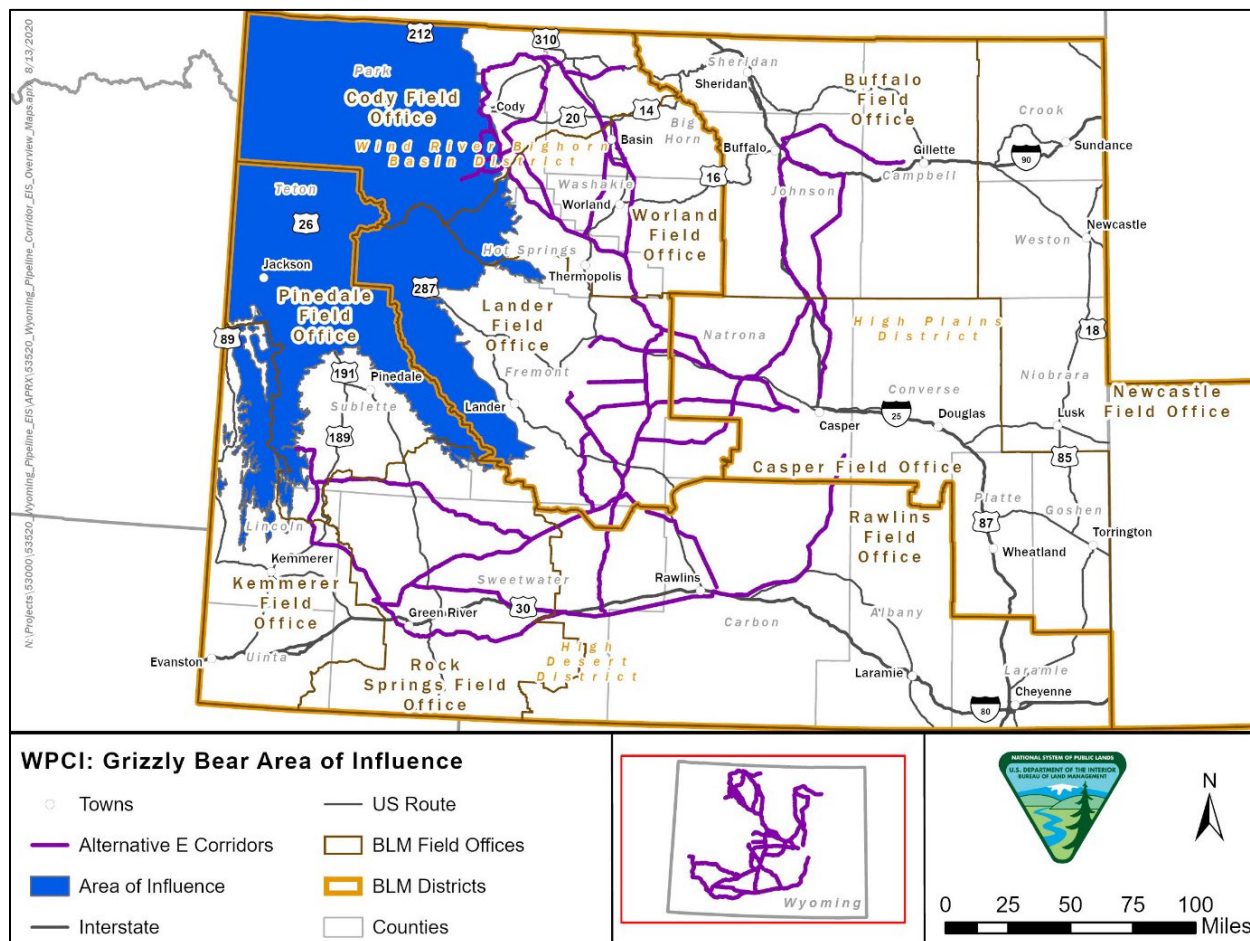 N:\Projects\53000\53520_Wyoming_Pipeline_EIS\APRX\53520_Wyoming_Pipeline_Corridor_EIS_Overview_Maps.aprx 8/13/2020
212
310
Park
Sheridan
Sheridan
Cody Field
Office
Buffalo
Field
Office
Crook
Cody
14
20
Big
Horn
Wind River Bighorn
Basin District
Basin
Buffalo
Gillette
90
Sundance
16
Campbell
Teton
Washakie
Johnson
26
Worland
Worland
Field
Office
Newcastle
Weston
Hot Springs
Jackson
Thermopolis
287
Pinedale
Field
Office
Lander
Field
Office
Natrona
High Plains
District
89
18
191
Pinedale
Fremont
Converse
Niobrara
Newcastle
Field Office
Sublette
Lander
Casper
25
Douglas
Lusk
189
85
Casper Field Office
Platte
Goshen
Rawlins
Field
Office
87
Lincoln
Torrington
Kemmerer
Wheatland
Kemmerer
Field
Office
Sweetwater
Rawlins
30
Green River
Carbon
Albany
Evanston
Uinta
High
Desert
District
Rock
Springs Field
Office
Laramie
Laramie
Cheyenne
80
WPCI: Grizzly Bear Area of Influence
Towns
US Route
Alternative E Corridors
BLM Field Offices
Area of Influence
BLM Districts
Interstate
Counties
Wyoming
NATIONAL SYSTEM OF PUBLIC LANDS
U.S. DEPARTMENT OF THE INTERIOR
BUREAU OF LAND MANAGEMENT
N
0 12.5 25 50 75 100
Miles